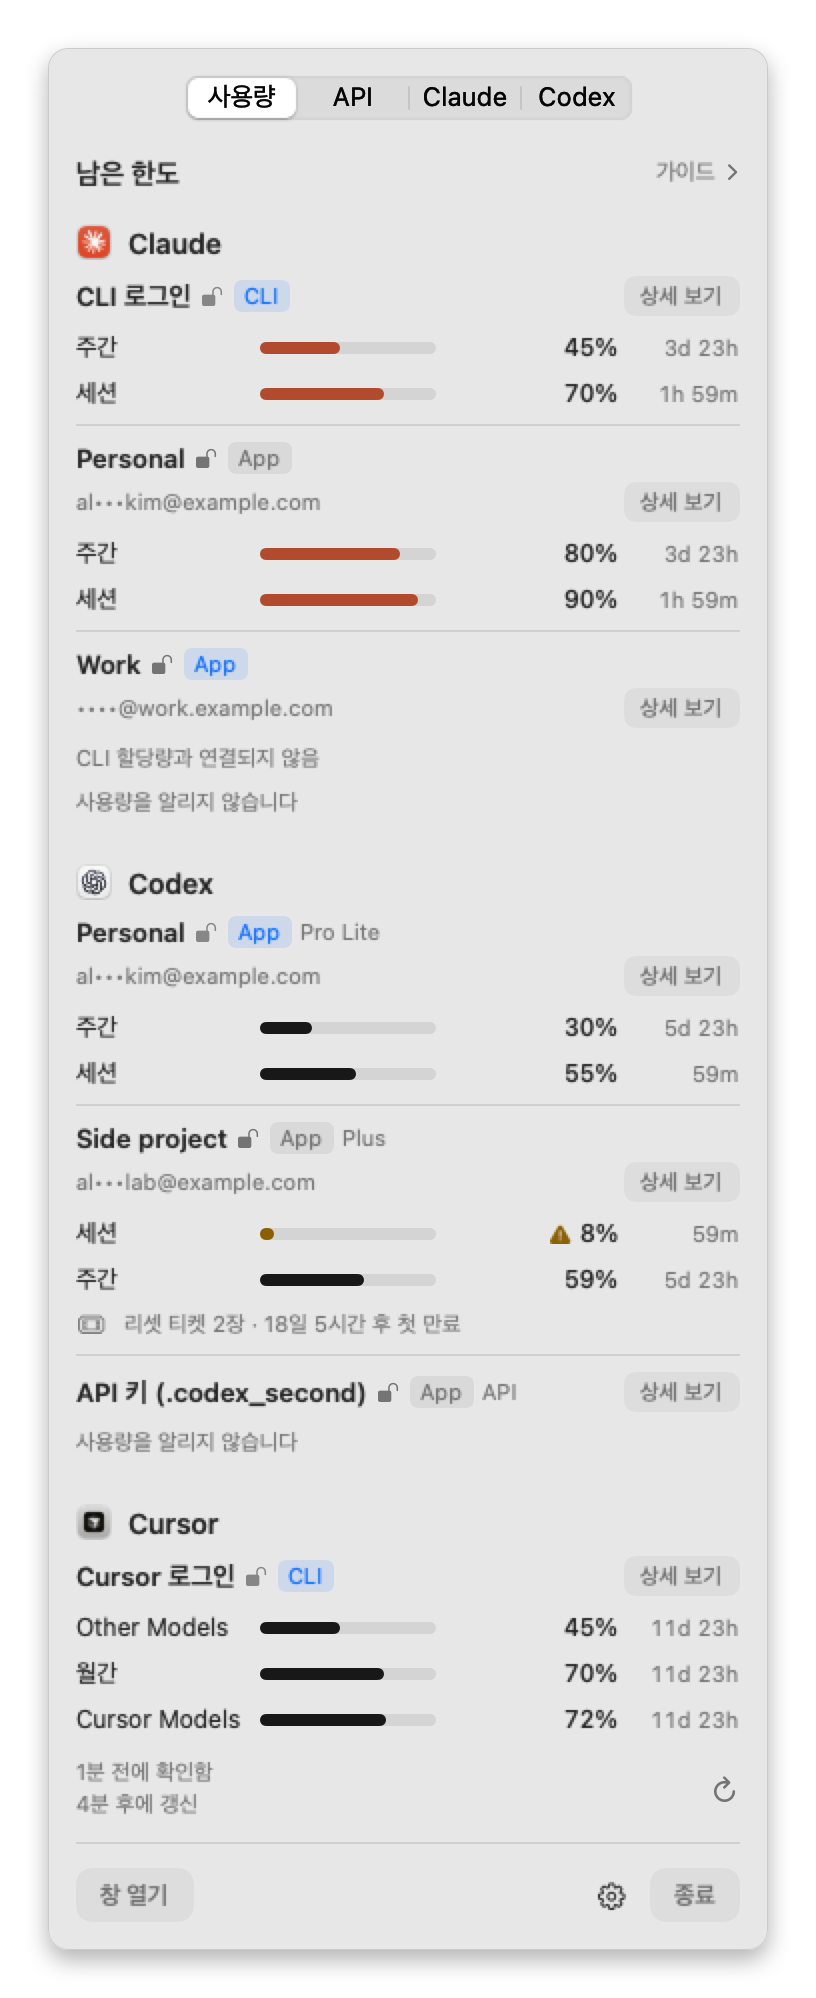 사용량 API Claude Codex
남은 한도 가이드
Claude
CLI 로그인 CLI 상세 보기
주간 45% 3d 23h
세션 70% 1h 59m
Personal App
al•••kim@example.com 상세 보기
주간 80% 3d 23h
세션 90% 1h 59m
Work App
••••@work.example.com 상세 보기
CLI 할당량과 연결되지 않음
사용량을 알리지 않습니다
Codex
Personal App Pro Lite
al•••kim@example.com 상세 보기
주간 30% 5d 23h
세션 55% 59m
Side project App Plus
al•••lab@example.com 상세 보기
세션 8% 59m
주간 59% 5d 23h
리셋 티켓 2장 · 18일 5시간 후 첫 만료
API 키 (.codex_second) App API 상세 보기
사용량을 알리지 않습니다
Cursor
Cursor 로그인 CLI 상세 보기
Other Models 45% 11d 23h
월간 70% 11d 23h
Cursor Models 72% 11d 23h
1분 전에 확인함
4분 후에 갱신
창 열기 종료